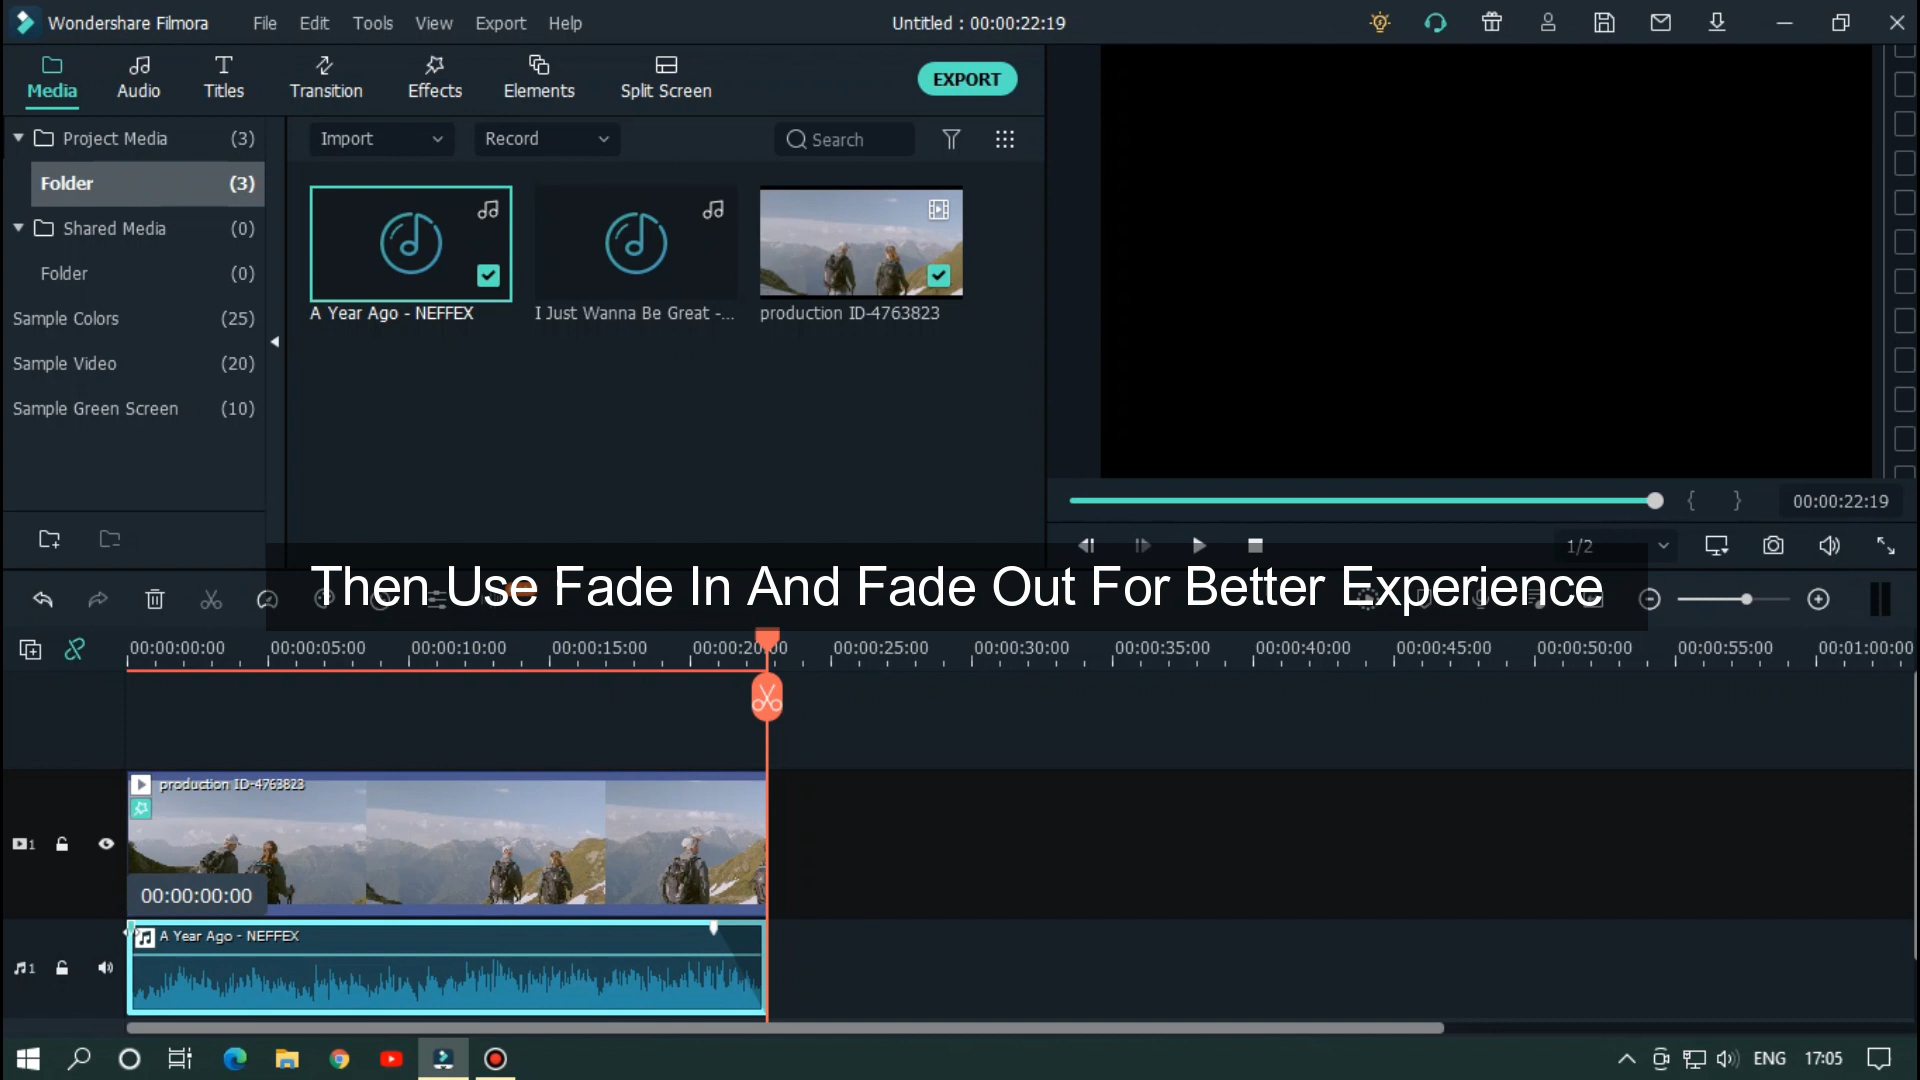 Wondershare Filmora File Edit Tools View Export Help Untitled : 00:00:22:19
Media Audio Titles Transition Effects Elements Split Screen EXPORT
Project Media (3)
Folder (3)
Shared Media (0)
Folder (0)
Sample Colors (25)
Sample Video (20)
Sample Green Screen (10)
Import Record Search
A Year Ago - NEFFEX I Just Wanna Be Great -... production ID-4763823
{ } 00:00:22:19
1/2
Then Use Fade In And Fade Out For Better Experience
00:00:00:00 00:00:05:00 00:00:10:00 00:00:15:00 00:00:20:00 00:00:25:00 00:00:30:00 00:00:35:00 00:00:40:00 00:00:45:00 00:00:50:00 00:00:55:00 00:01:00:00
production ID-4763823
1
00:00:00:00
A Year Ago - NEFFEX
1
ENG 17:05